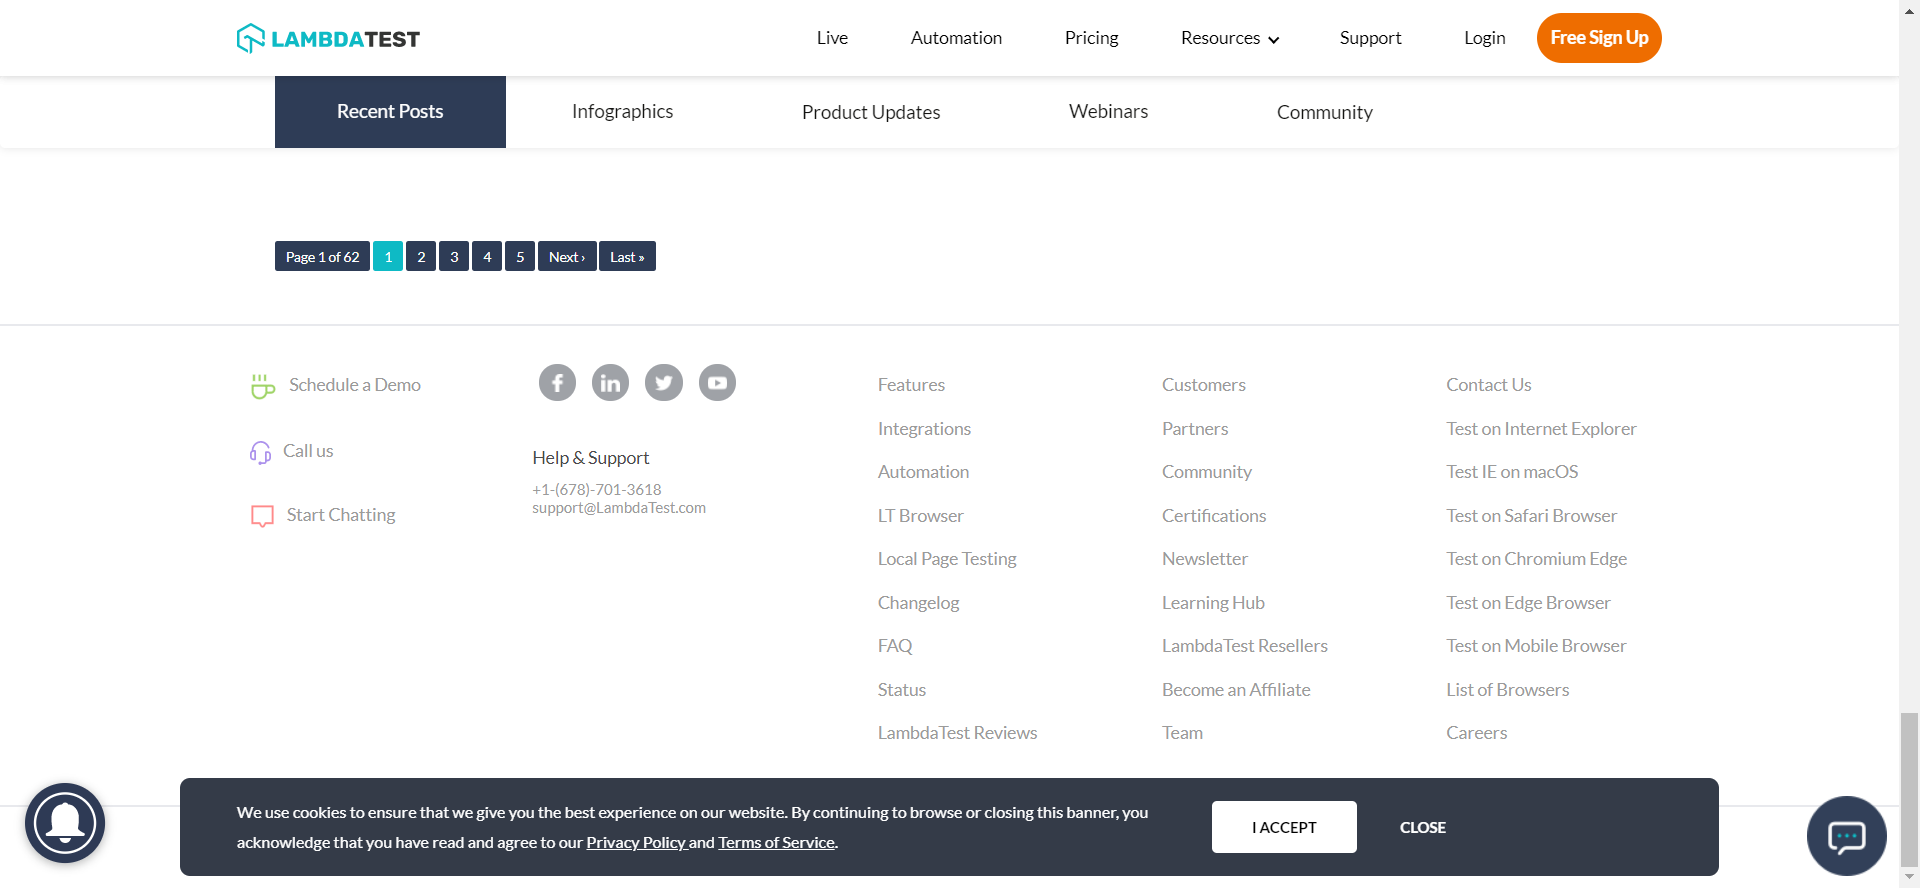 LAMBDATEST
Live Automation Pricing Resources Support Login Free Sign Up
Recent Posts Infographics Product Updates Webinars Community
Page 1 of 62 1 2 3 4 5 Next › Last »
Schedule a Demo
Call us
Start Chatting
Help & Support
+1-(678)-701-3618
support@LambdaTest.com
Features
Integrations
Automation
LT Browser
Local Page Testing
Changelog
FAQ
Status
LambdaTest Reviews
Customers
Partners
Community
Certifications
Newsletter
Learning Hub
LambdaTest Resellers
Become an Affiliate
Team
Contact Us
Test on Internet Explorer
Test IE on macOS
Test on Safari Browser
Test on Chromium Edge
Test on Edge Browser
Test on Mobile Browser
List of Browsers
Careers
We use cookies to ensure that we give you the best experience on our website. By continuing to browse or closing this banner, you
acknowledge that you have read and agree to our Privacy Policy and Terms of Service.
I ACCEPT CLOSE